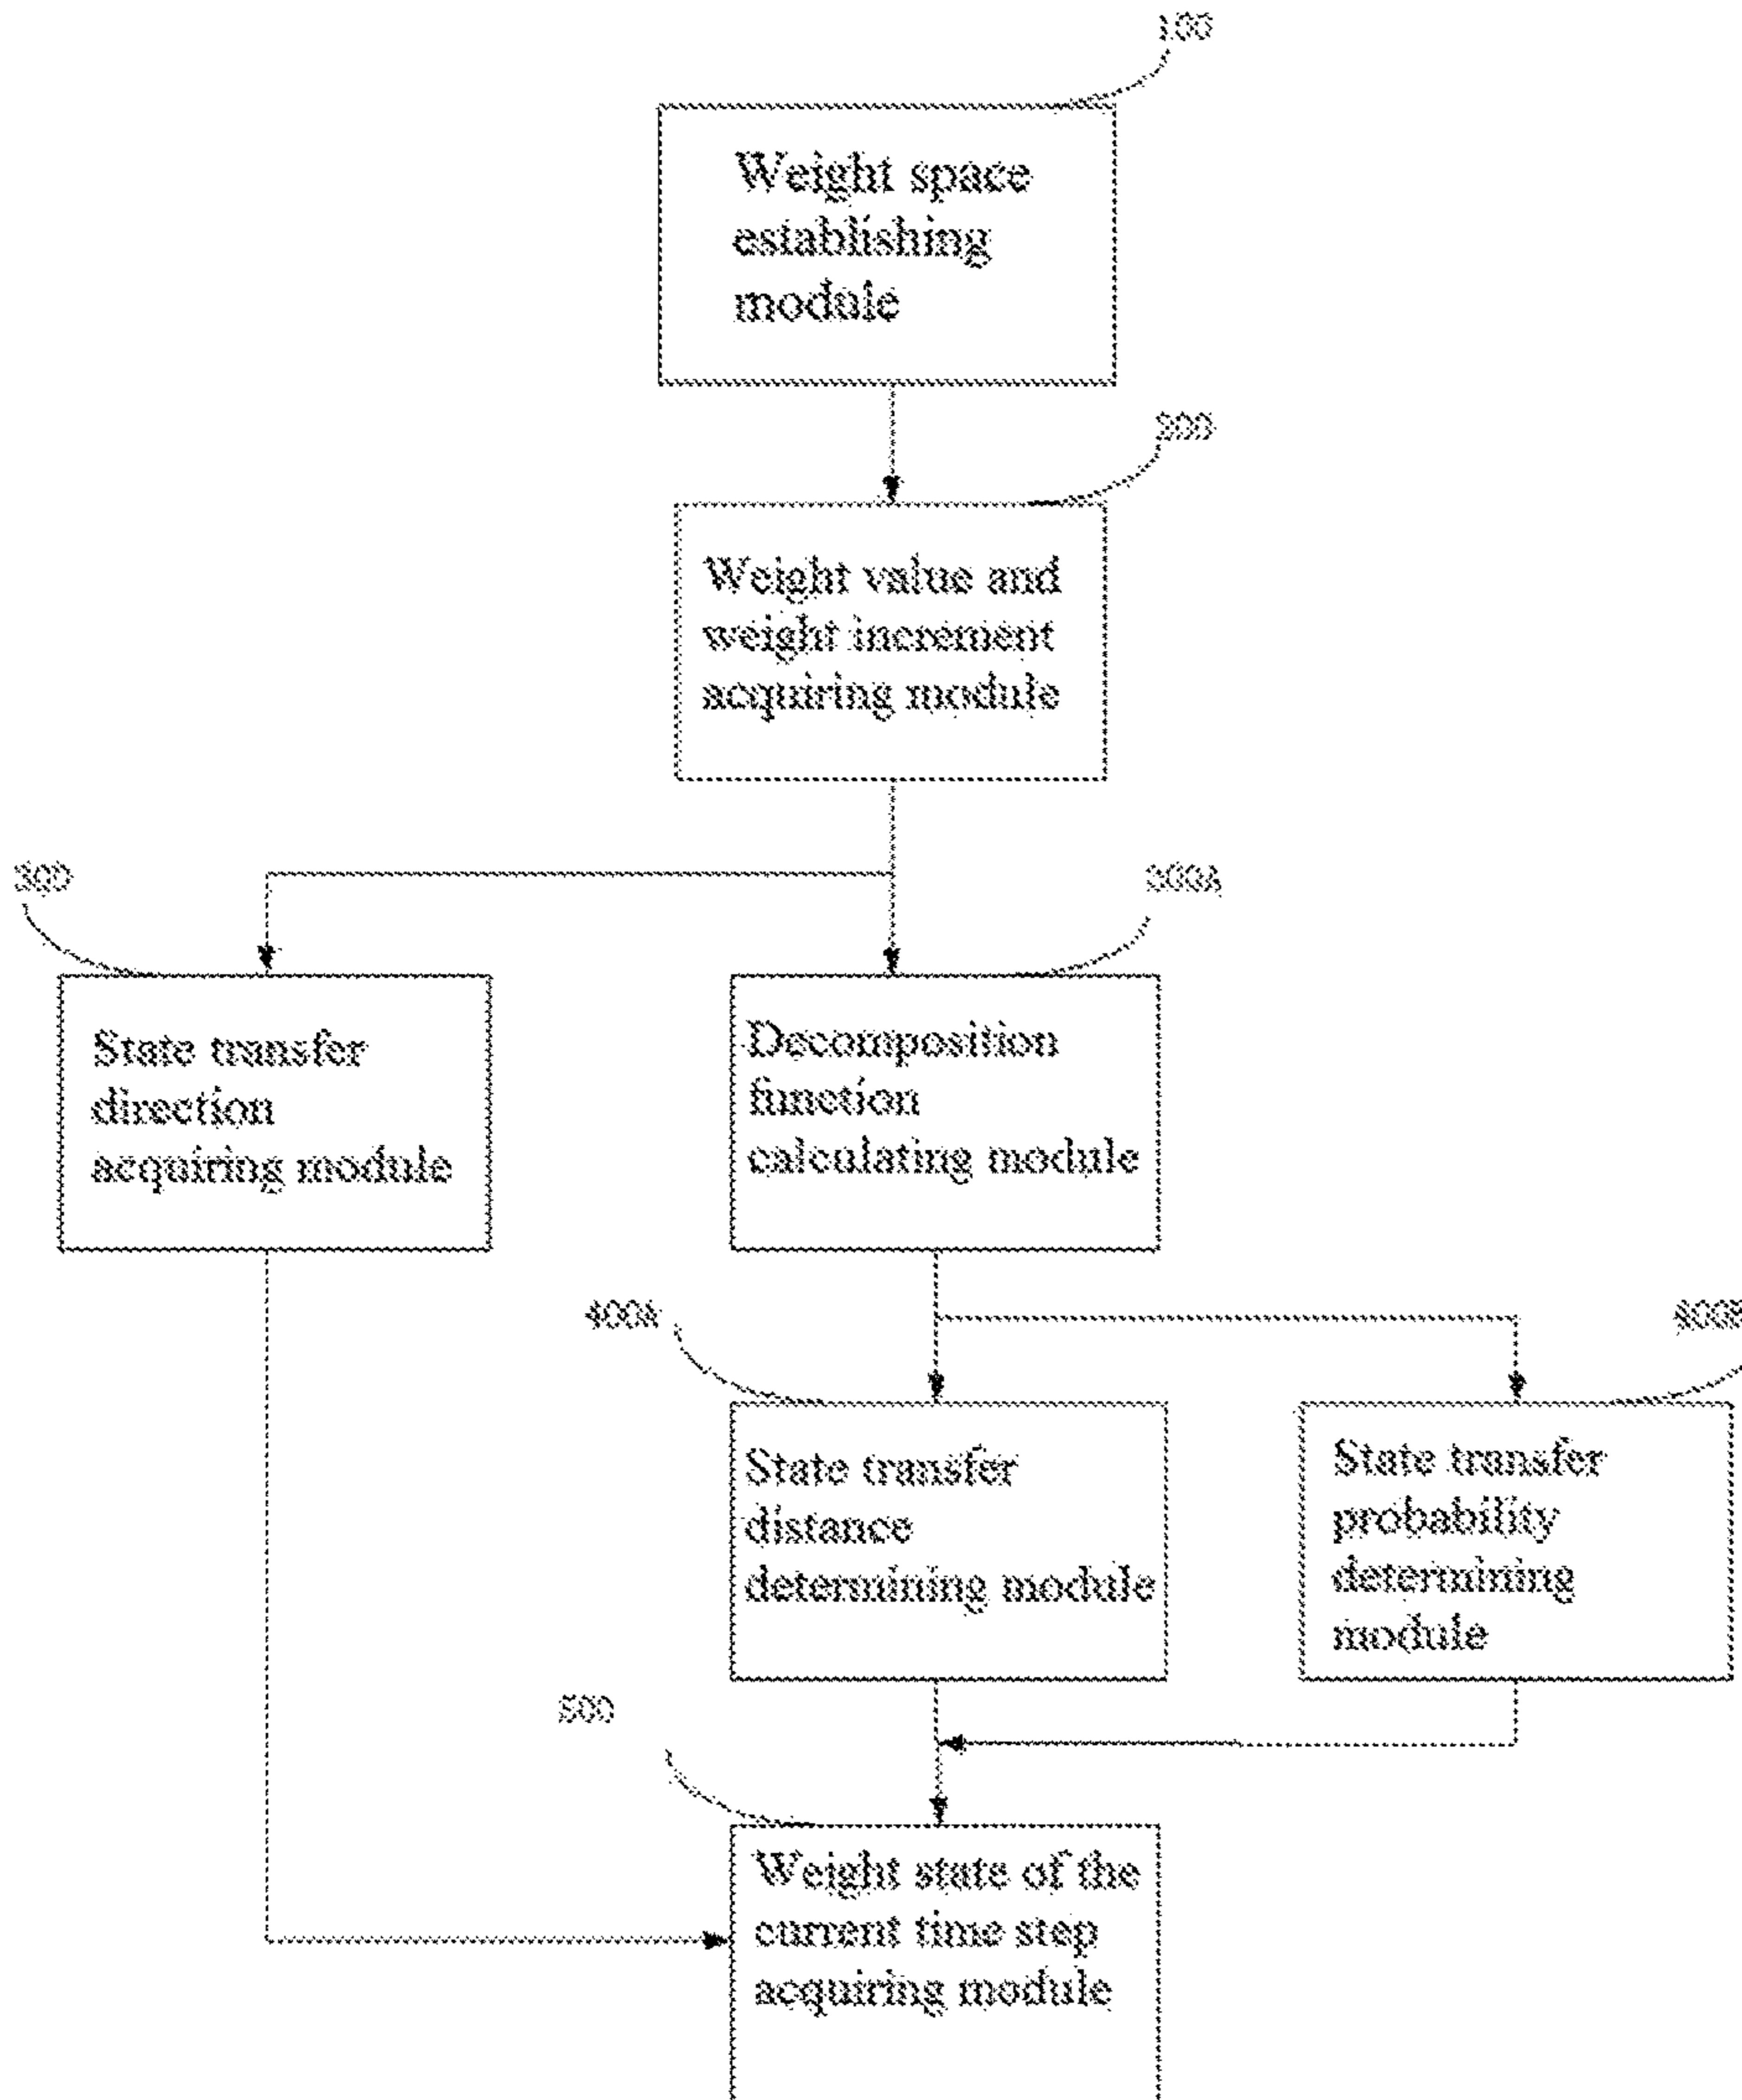 100
Weight space
establishing
module
200
Weight value and
weight increment
acquiring module
300
State transfer
direction
acquiring module
Decomposition
function
calculating module
400A
State transfer
distance
determining module
State transfer
probability
determining
module
500
Weight state of the
current time step
acquiring module